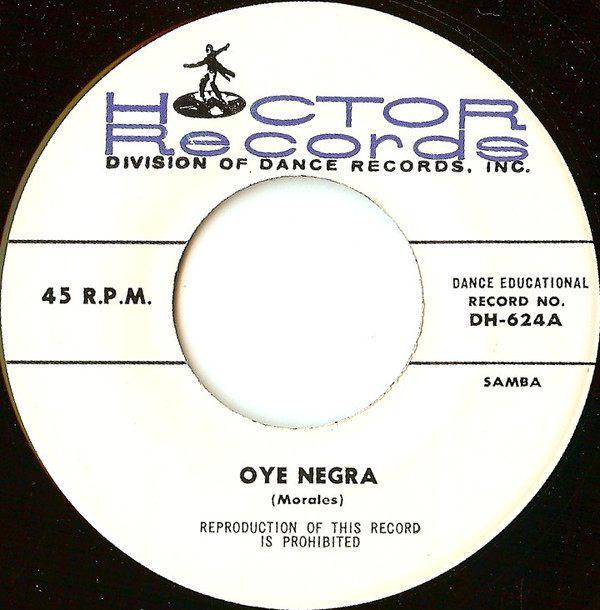 HOCTOR
Records
DIVISION OF DANCE RECORDS, INC.
45 R.P.M.
DANCE EDUCATIONAL
RECORD NO.
DH-624A
SAMBA
OYE NEGRA
(Morales)
REPRODUCTION OF THIS RECORD
IS PROHIBITED